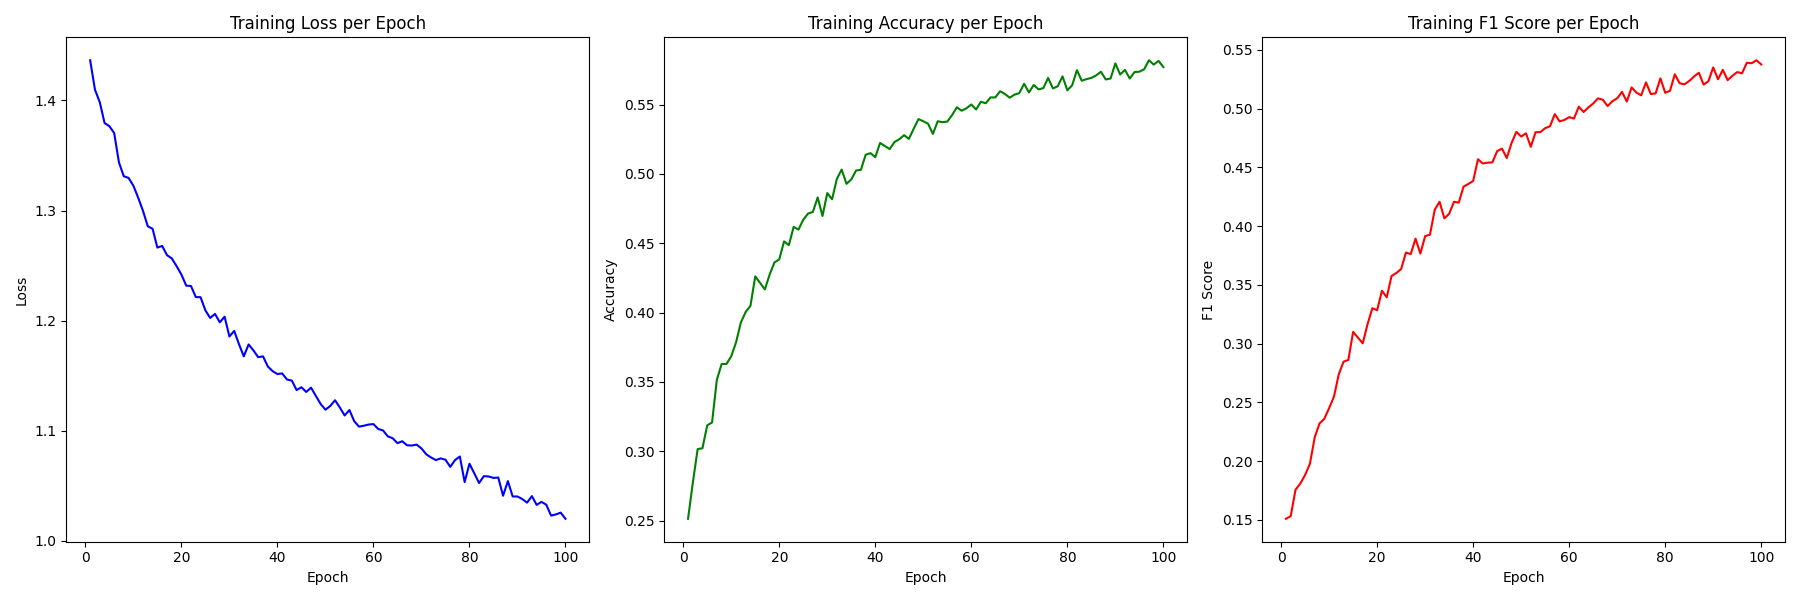 Training Loss per Epoch
Loss
1.4
1.3
1.2
1.1
1.0
0 20 40 60 80 100
Epoch
Training Accuracy per Epoch
Accuracy
0.55
0.50
0.45
0.40
0.35
0.30
0.25
0 20 40 60 80 100
Epoch
Training F1 Score per Epoch
F1 Score
0.55
0.50
0.45
0.40
0.35
0.30
0.25
0.20
0.15
0 20 40 60 80 100
Epoch